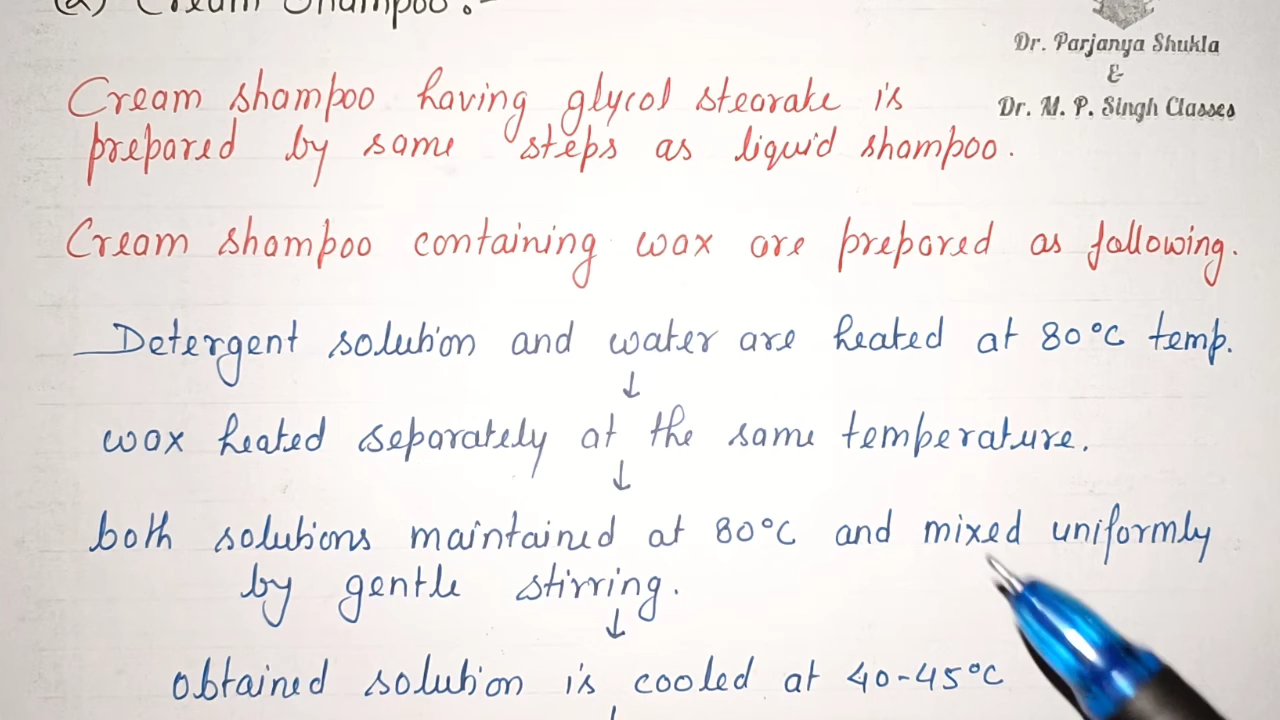 (a) Cream Shampoo :-
Dr. Parjanya Shukla
&
Dr. M. P. Singh Classes
Cream shampoo having glycol stearate is
prepared by same steps as liquid shampoo.
Cream shampoo containing wax are prepared as following.
Detergent solution and water are heated at 80°C temp.
↓
wax heated separately at the same temperature.
↓
both solutions maintained at 80°C and mixed uniformly
by gentle stirring.
↓
obtained solution is cooled at 40-45°C